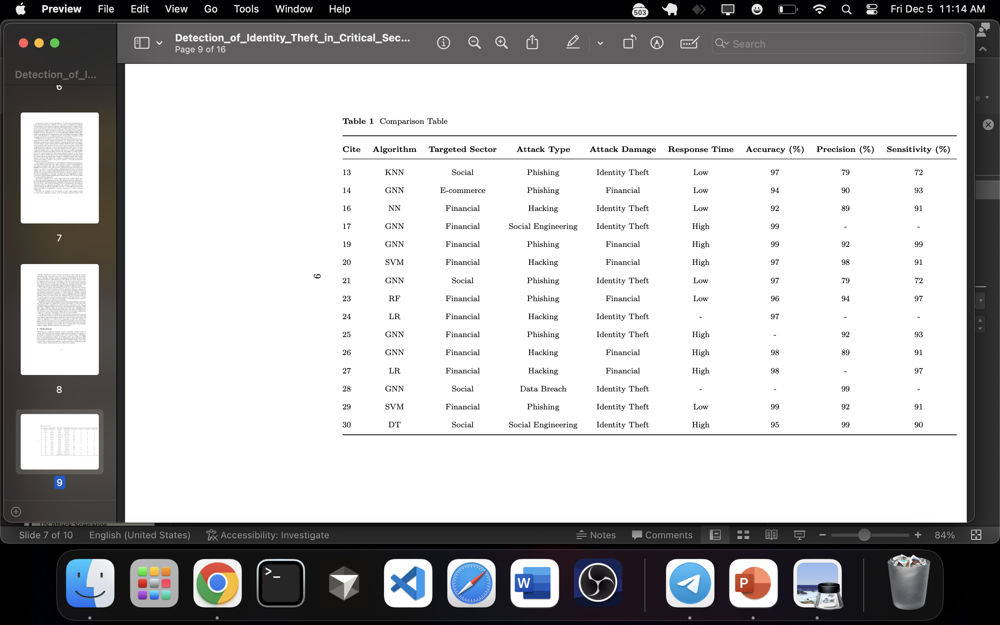 Preview File Edit View Go Tools Window Help 503 Fri Dec 5 11:14 AM
Detection_of_Identity_Theft_in_Critical_Sec...
Page 9 of 16
Search
Detection_of_I...
6
7
8
9
Table 1 Comparison Table
Cite Algorithm Targeted Sector Attack Type Attack Damage Response Time Accuracy (%) Precision (%) Sensitivity (%)
13 KNN Social Phishing Identity Theft Low 97 79 72
14 GNN E-commerce Phishing Financial Low 94 90 93
16 NN Financial Hacking Identity Theft Low 92 89 91
17 GNN Financial Social Engineering Identity Theft High 99 - -
19 GNN Financial Phishing Financial High 99 92 99
20 SVM Financial Hacking Financial High 97 98 91
21 GNN Social Phishing Identity Theft Low 97 79 72
23 RF Financial Phishing Financial Low 96 94 97
24 LR Financial Hacking Identity Theft - 97 - -
25 GNN Financial Phishing Identity Theft High - 92 93
26 GNN Financial Hacking Financial High 98 89 91
27 LR Financial Hacking Financial High 98 - 97
28 GNN Social Data Breach Identity Theft - - 99 -
29 SVM Financial Phishing Identity Theft Low 99 92 91
30 DT Social Social Engineering Identity Theft High 95 99 90
9
US Attack Scenarios
Slide 7 of 10 English (United States) Accessibility: Investigate Notes Comments 84%